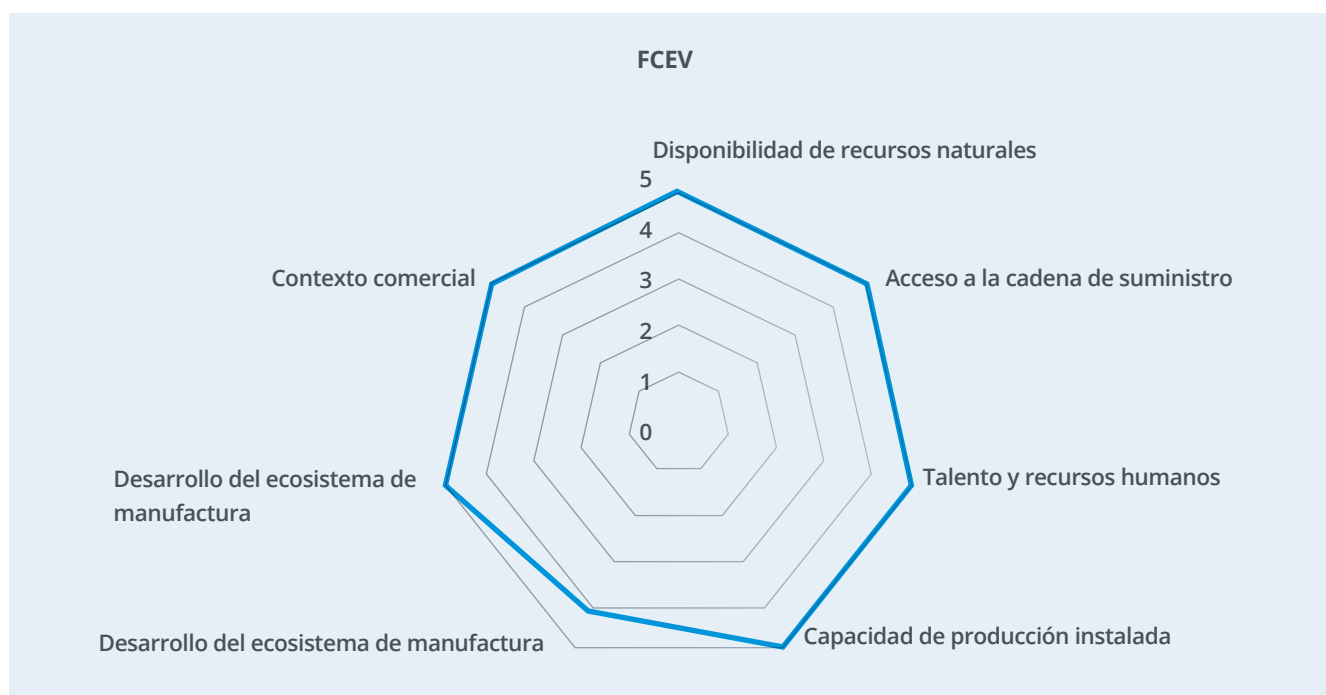 FCEV
Disponibilidad de recursos naturales
5
4
3
2
1
0
Contexto comercial
Acceso a la cadena de suministro
Desarrollo del ecosistema de
manufactura
Talento y recursos humanos
Desarrollo del ecosistema de manufactura
Capacidad de producción instalada